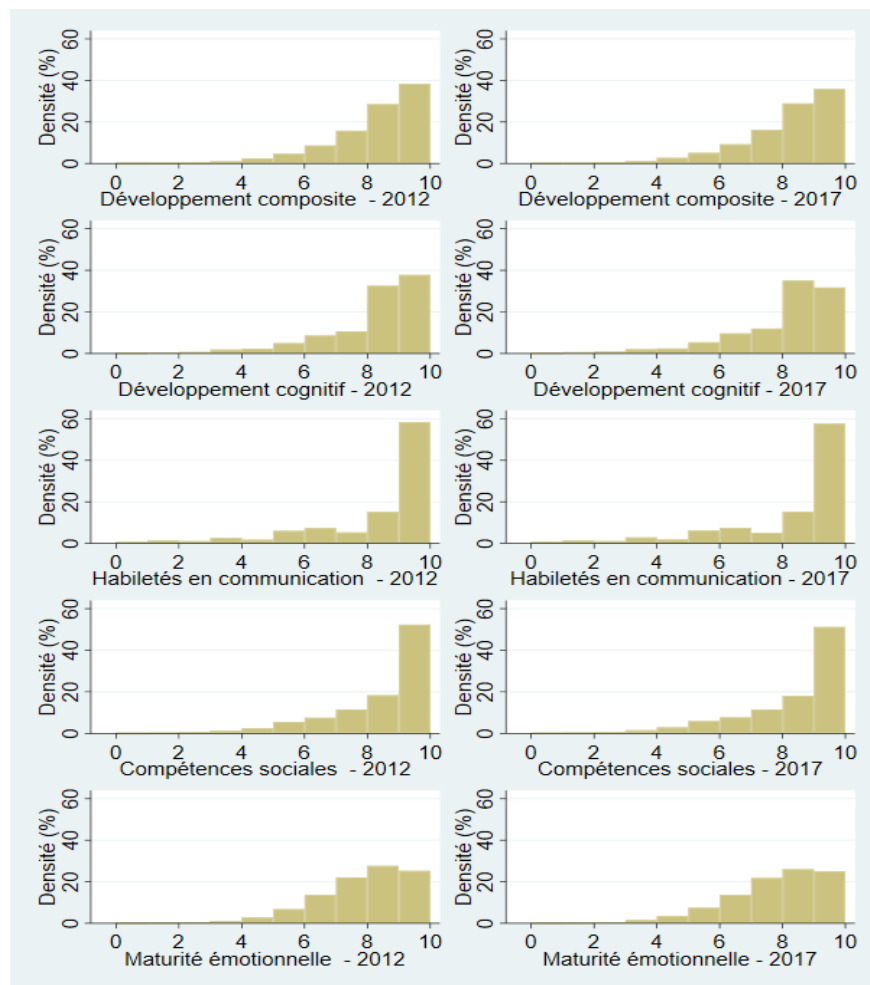 Densité (%)
0 20 40 60
0 2 4 6 8 10
Développement composite - 2012
Densité (%)
0 20 40 60
0 2 4 6 8 10
Développement composite - 2017
Densité (%)
0 20 40 60
0 2 4 6 8 10
Développement cognitif - 2012
Densité (%)
0 20 40 60
0 2 4 6 8 10
Développement cognitif - 2017
Densité (%)
0 20 40 60
0 2 4 6 8 10
Habiletés en communication - 2012
Densité (%)
0 20 40 60
0 2 4 6 8 10
Habiletés en communication - 2017
Densité (%)
0 20 40 60
0 2 4 6 8 10
Compétences sociales - 2012
Densité (%)
0 20 40 60
0 2 4 6 8 10
Compétences sociales - 2017
Densité (%)
0 20 40 60
0 2 4 6 8 10
Maturité émotionnelle - 2012
Densité (%)
0 20 40 60
0 2 4 6 8 10
Maturité émotionnelle - 2017